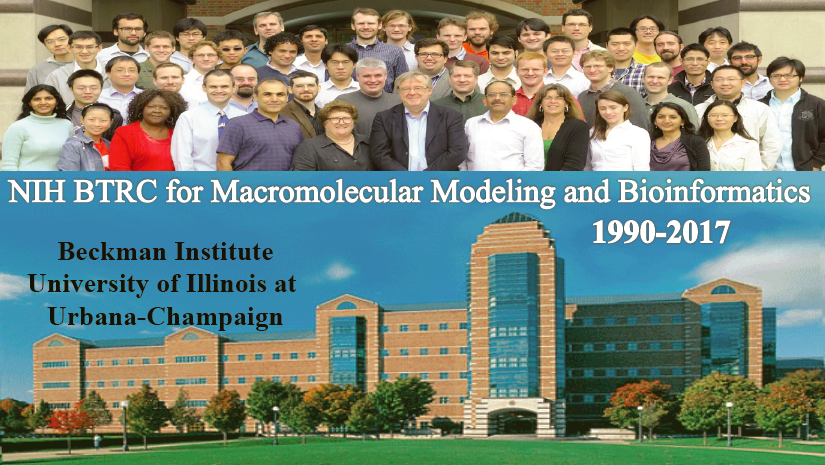 NIH BTRC for Macromolecular Modeling and Bioinformatics
1990-2017
Beckman Institute
University of Illinois at
Urbana-Champaign